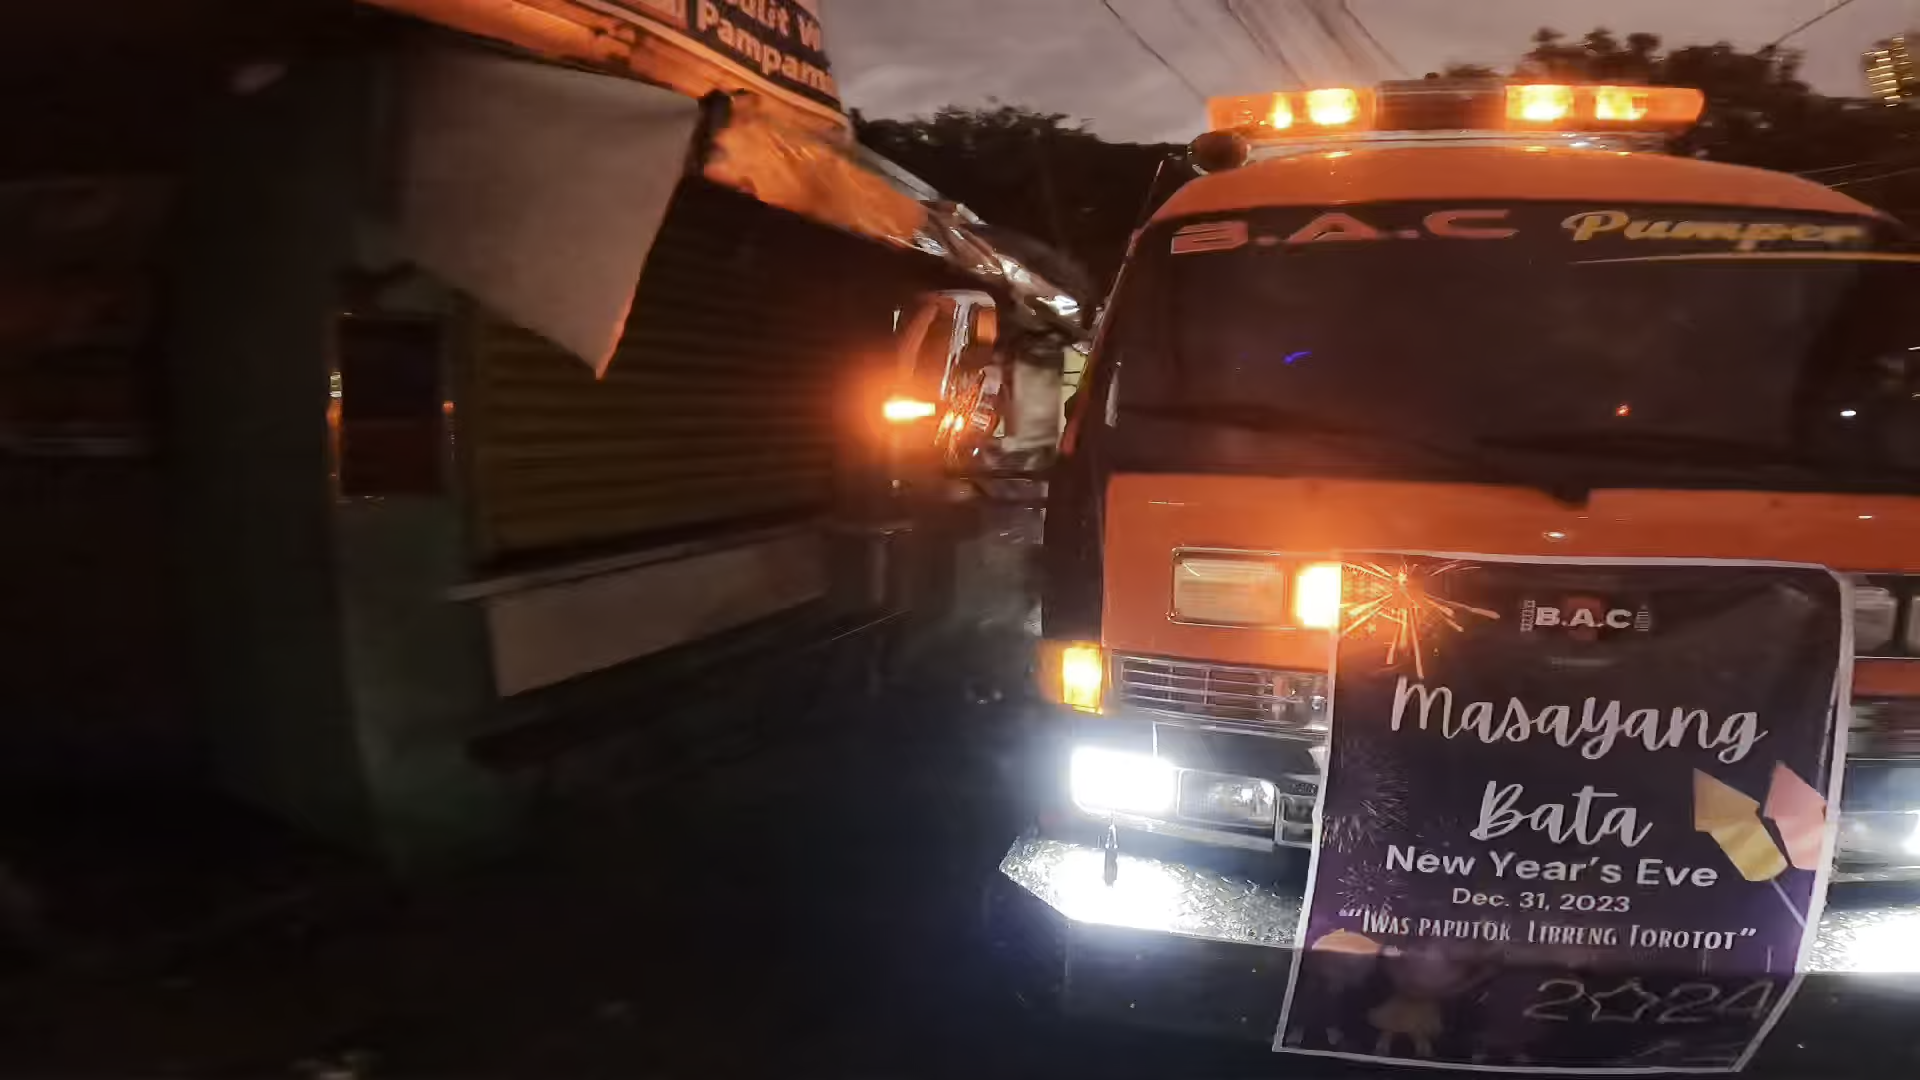 Pampam
B.A.C Pumper
B.A.C
Masayang
Bata
New Year's Eve
Dec. 31, 2023
"Iwas paputok Libreng Torotot"
2024